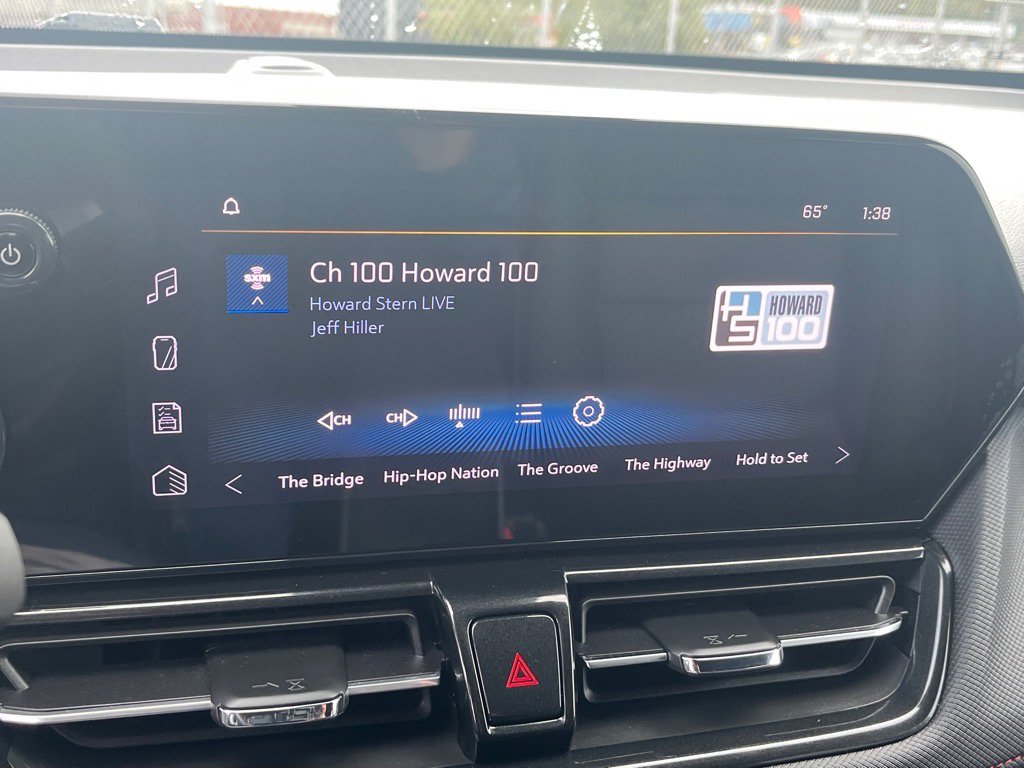 65° 1:38
sxm
Ch 100 Howard 100
Howard Stern LIVE
Jeff Hiller
HS HOWARD 100
CH CH
The Bridge Hip-Hop Nation The Groove The Highway Hold to Set